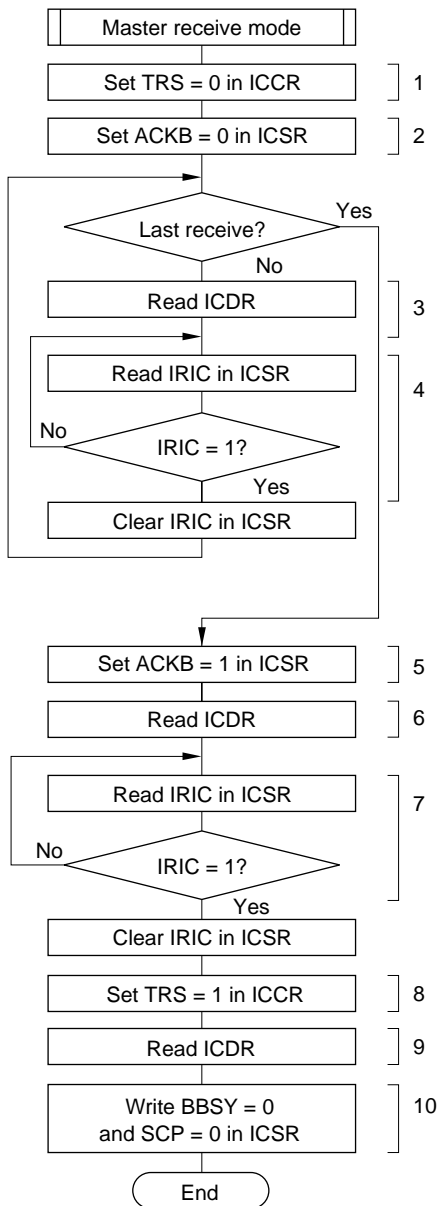 Master receive mode
Set TRS = 0 in ICCR
1
Set ACKB = 0 in ICSR
2
Last receive?
Yes
No
Read ICDR
3
Read IRIC in ICSR
4
No
IRIC = 1?
Yes
Clear IRIC in ICSR
Set ACKB = 1 in ICSR
5
Read ICDR
6
Read IRIC in ICSR
7
No
IRIC = 1?
Yes
Clear IRIC in ICSR
Set TRS = 1 in ICCR
8
Read ICDR
9
Write BBSY = 0
and SCP = 0 in ICSR
10
End